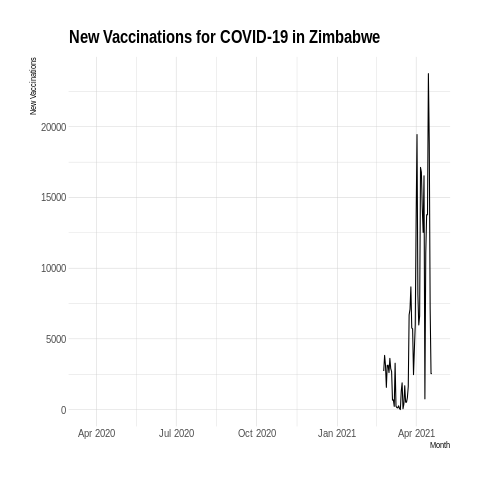 New Vaccinations for COVID-19 in Zimbabwe
New Vaccinations
20000
15000
10000
5000
0
Apr 2020 Jul 2020 Oct 2020 Jan 2021 Apr 2021
Month